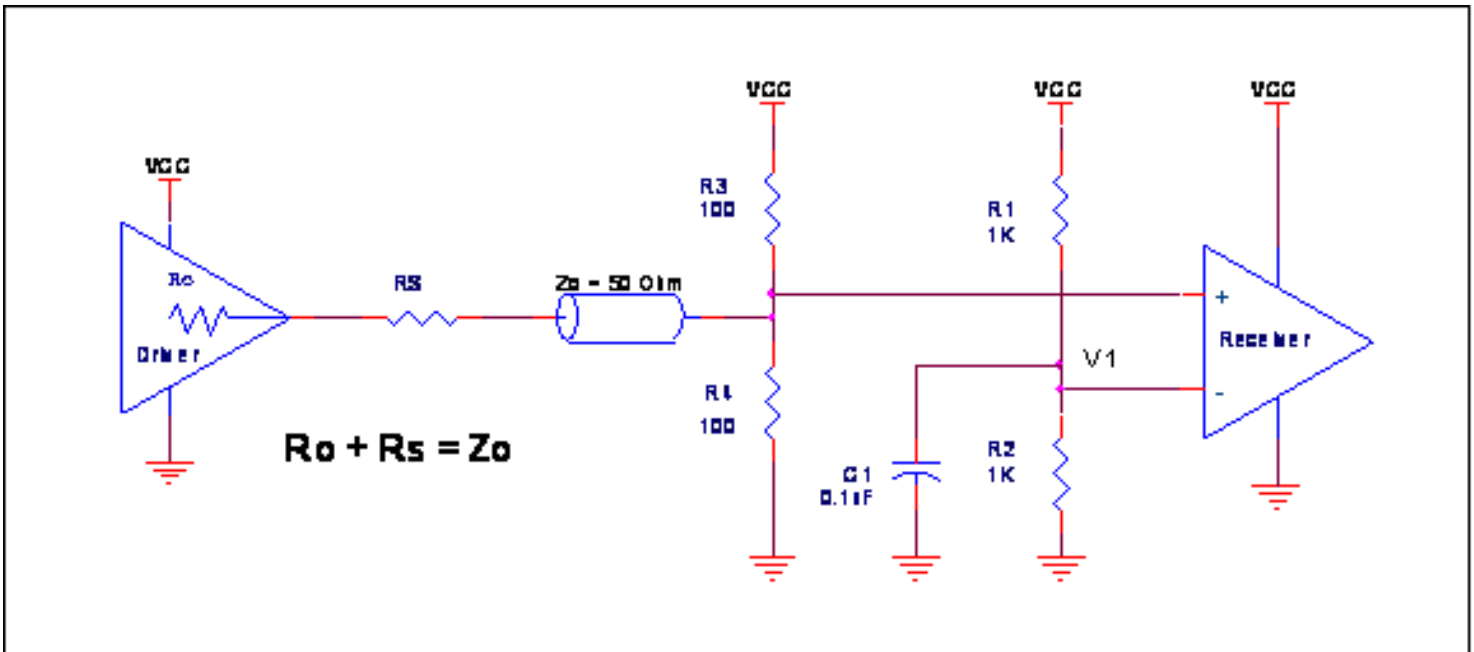 VCC
VCC
VCC
VCC
R3
100
R1
1K
Ro
RS
Zo = 50 Ohm
+
Receiver
Driver
V1
-
R4
100
Ro + Rs = Zo
R2
1K
C1
0.1uF